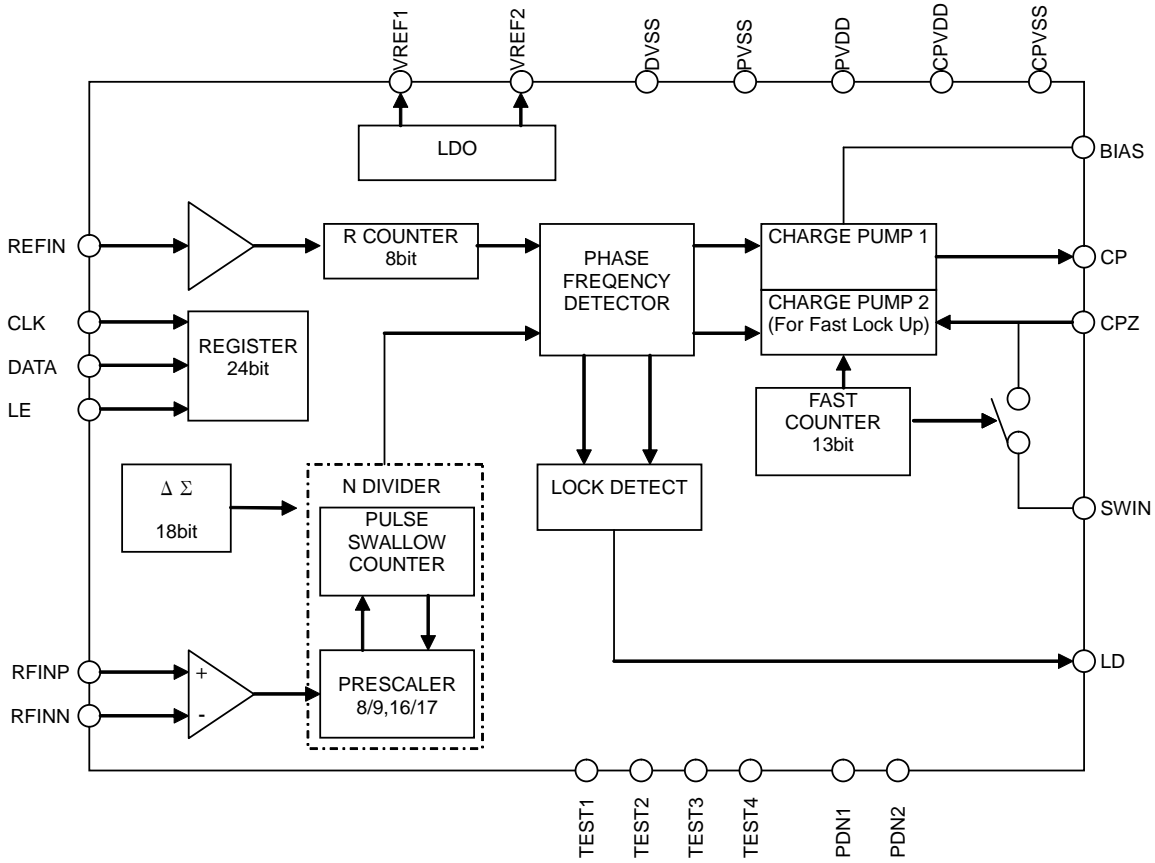 VREF1
VREF2
DVSS
PVSS
PVDD
CPVDD
CPVSS
LDO
BIAS
REFIN
R COUNTER
8bit
PHASE
FREQENCY
DETECTOR
CHARGE PUMP 1
CP
CHARGE PUMP 2
(For Fast Lock Up)
CPZ
CLK
DATA
LE
REGISTER
24bit
FAST
COUNTER
13bit
Δ Σ
18bit
N DIVIDER
PULSE
SWALLOW
COUNTER
LOCK DETECT
SWIN
RFINP
RFINN
+
-
PRESCALER
8/9,16/17
LD
TEST1
TEST2
TEST3
TEST4
PDN1
PDN2